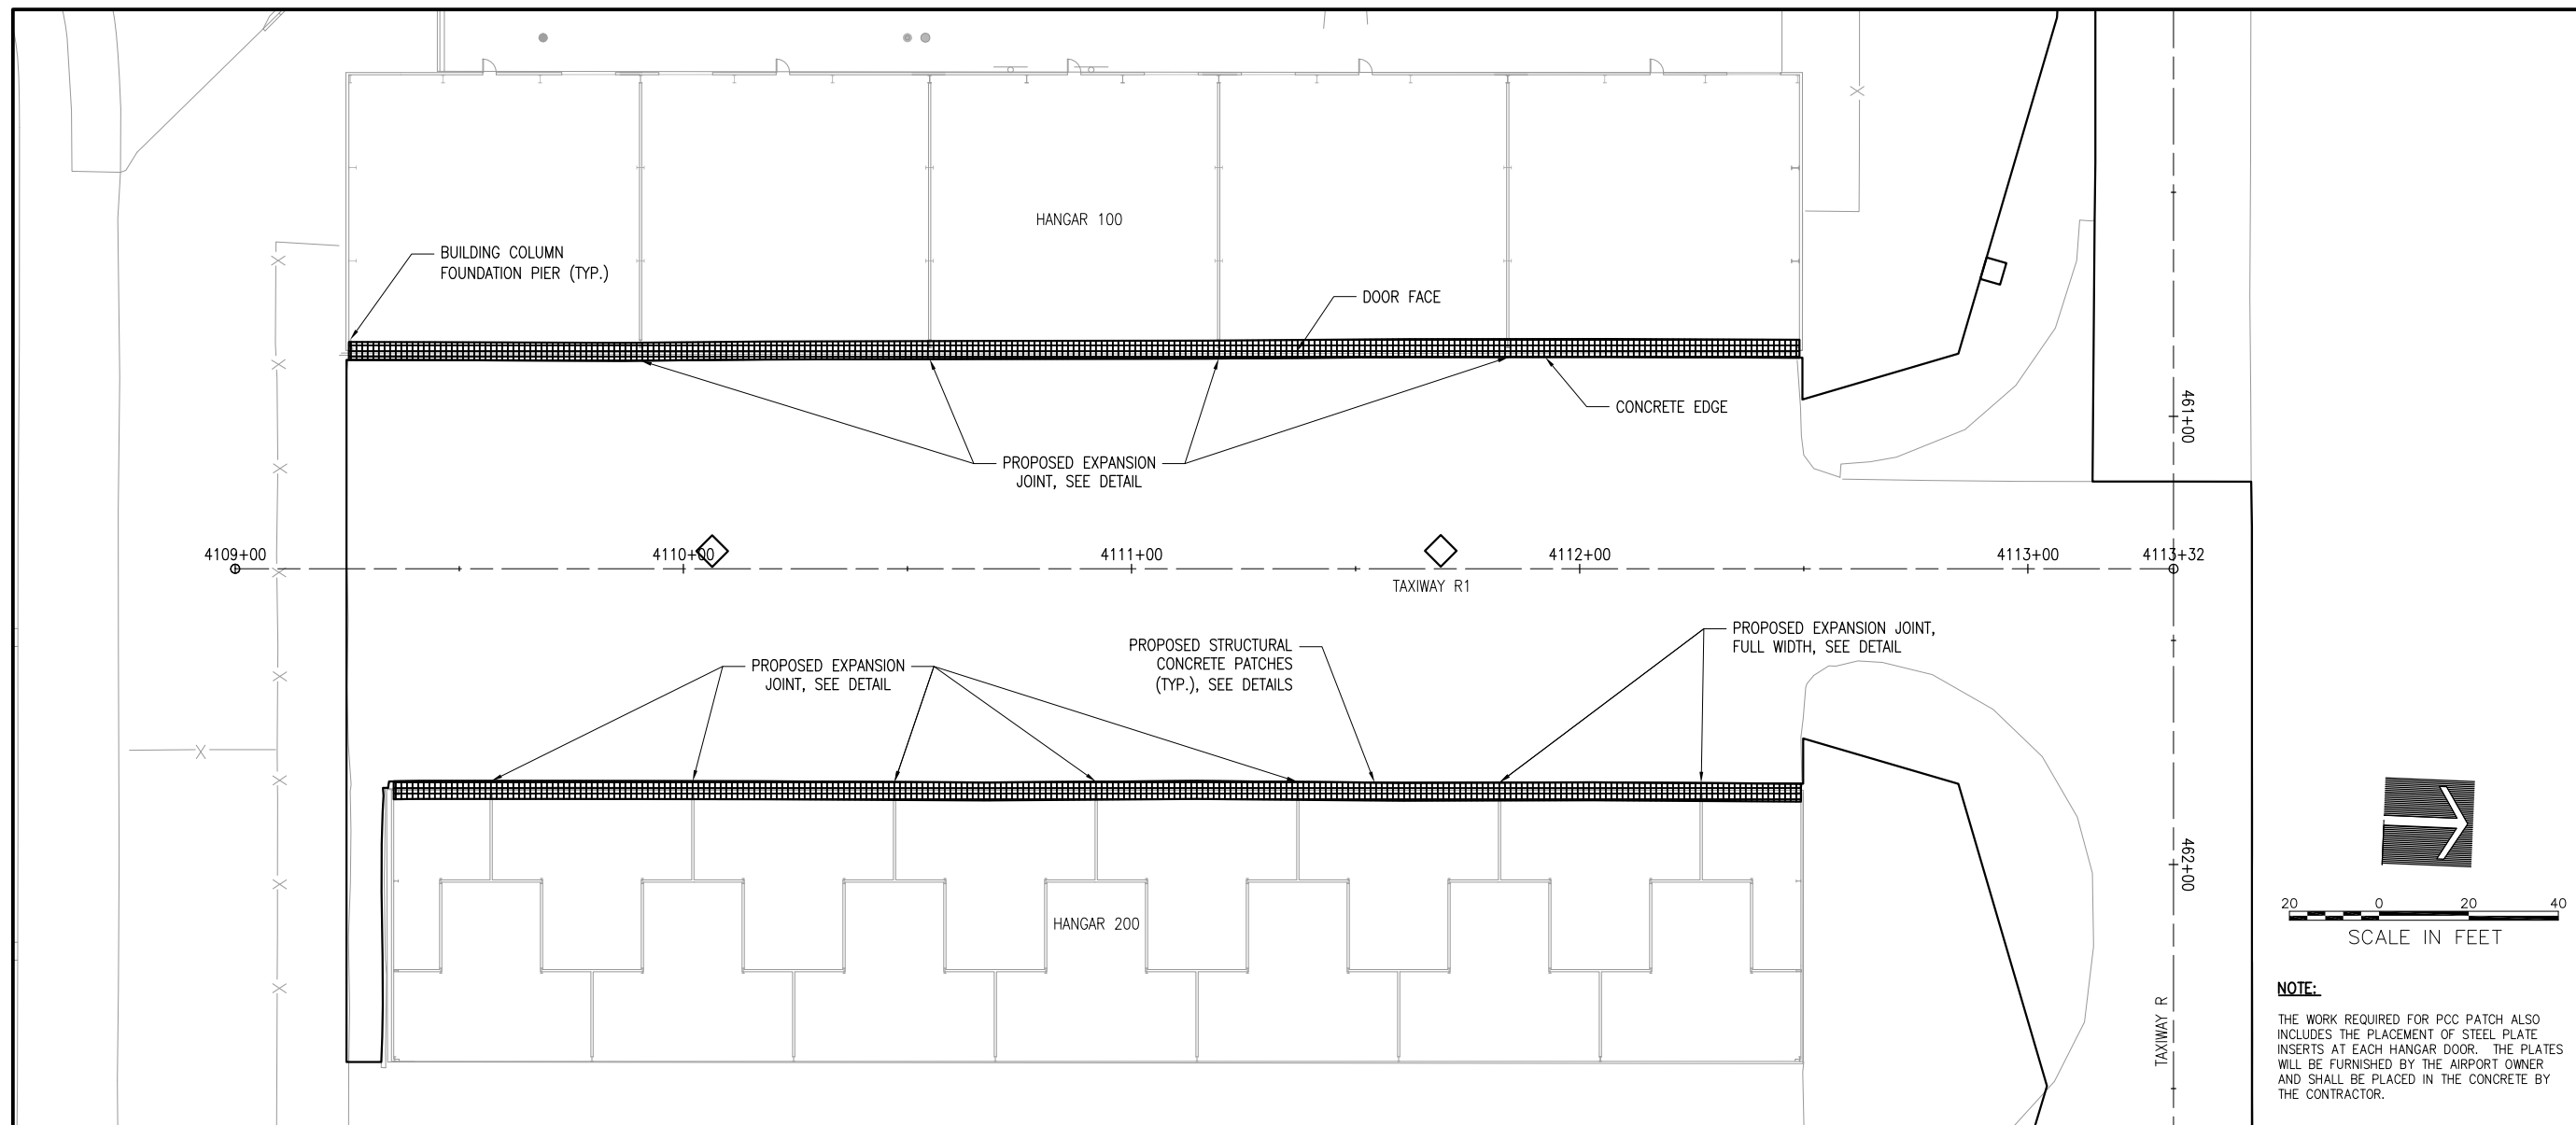 HANGAR 100
BUILDING COLUMN
FOUNDATION PIER (TYP.)
DOOR FACE
CONCRETE EDGE
461+00
PROPOSED EXPANSION
JOINT, SEE DETAIL
4109+00
4110+00
4111+00
4112+00
4113+00
4113+32
TAXIWAY R1
PROPOSED EXPANSION
JOINT, SEE DETAIL
PROPOSED STRUCTURAL
CONCRETE PATCHES
(TYP.), SEE DETAILS
PROPOSED EXPANSION JOINT,
FULL WIDTH, SEE DETAIL
HANGAR 200
462+00
TAXIWAY R
20 0 20 40
SCALE IN FEET
NOTE:
THE WORK REQUIRED FOR PCC PATCH ALSO
INCLUDES THE PLACEMENT OF STEEL PLATE
INSERTS AT EACH HANGAR DOOR. THE PLATES
WILL BE FURNISHED BY THE AIRPORT OWNER
AND SHALL BE PLACED IN THE CONCRETE BY
THE CONTRACTOR.